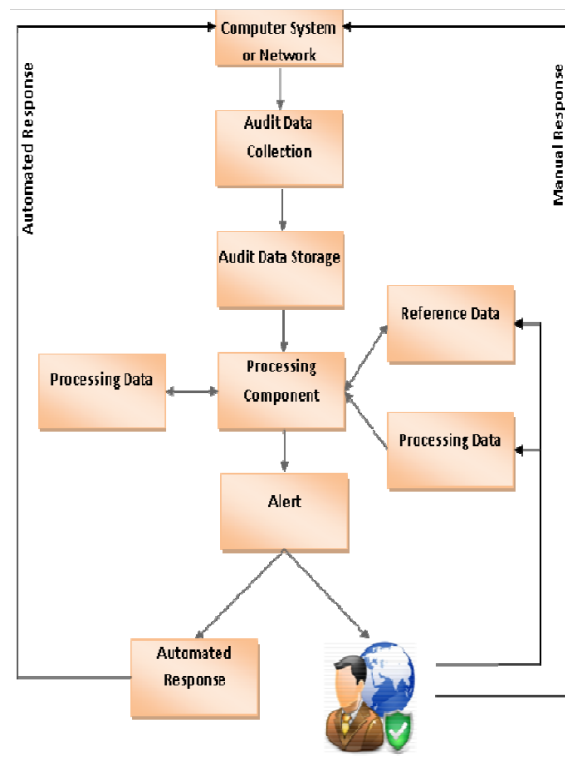 Computer System
or Network
Automated Response
Manual Response
Audit Data
Collection
Audit Data Storage
Reference Data
Processing Data
Processing
Component
Processing Data
Alert
Automated
Response